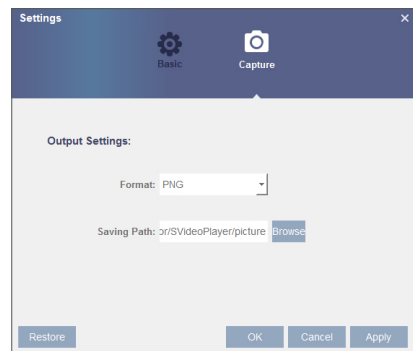 Settings
Basic
Capture
Output Settings:
Format: PNG
Saving Path: or/SVideoPlayer/picture Browse
Restore OK Cancel Apply